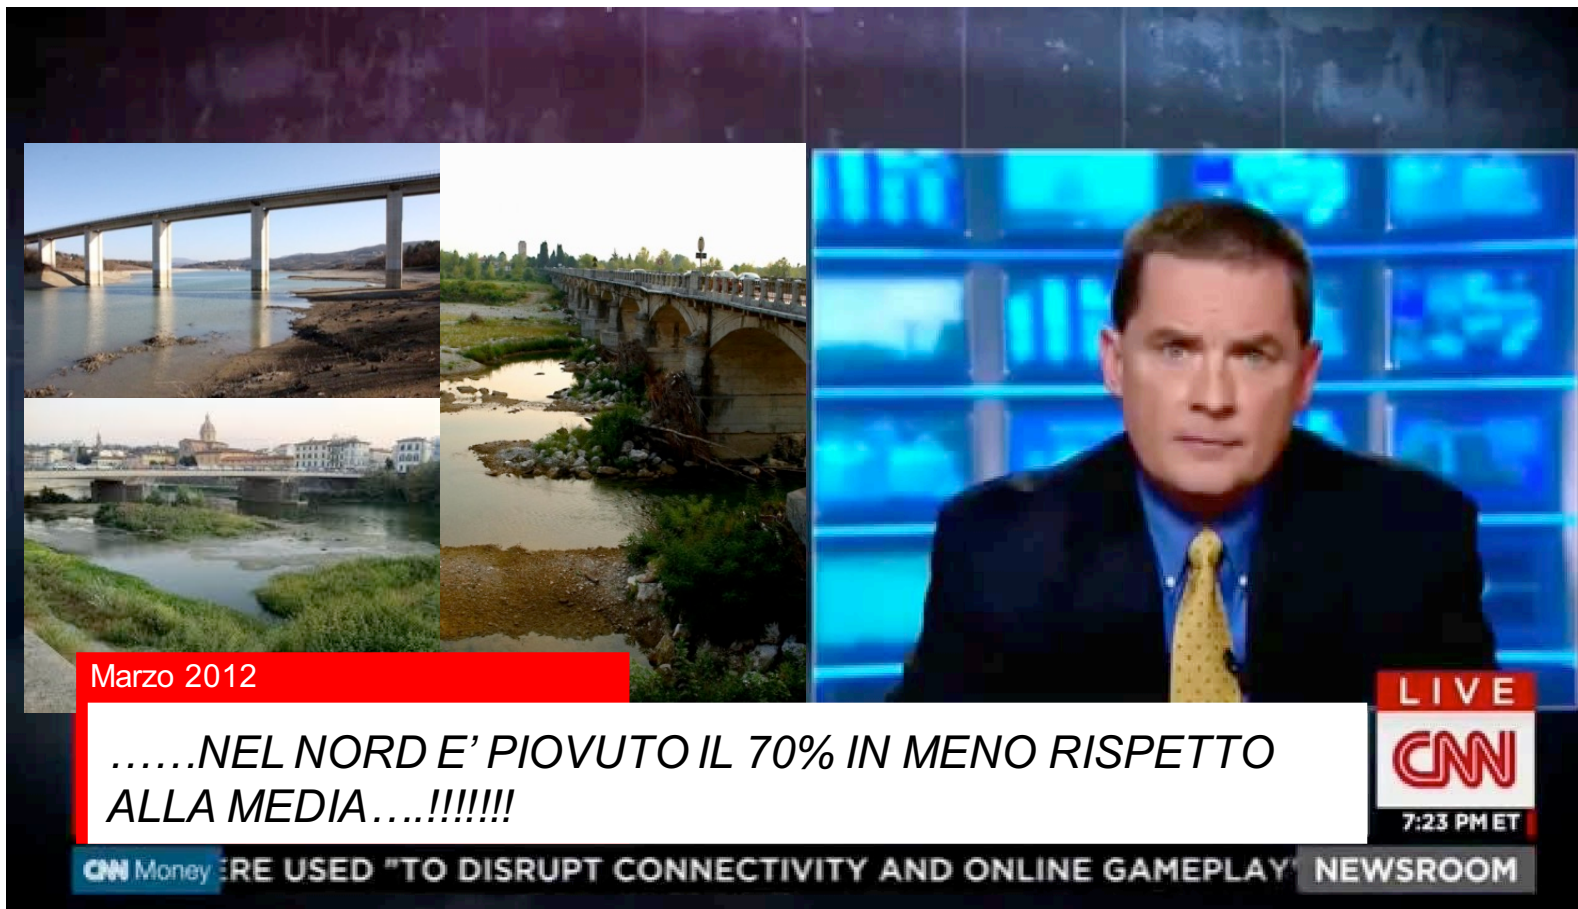 Marzo 2012
……NEL NORD E’ PIOVUTO IL 70% IN MENO RISPETTO
ALLA MEDIA….!!!!!!!
LIVE
CNN
7:23 PM ET
CNN Money ERE USED "TO DISRUPT CONNECTIVITY AND ONLINE GAMEPLAY" NEWSROOM